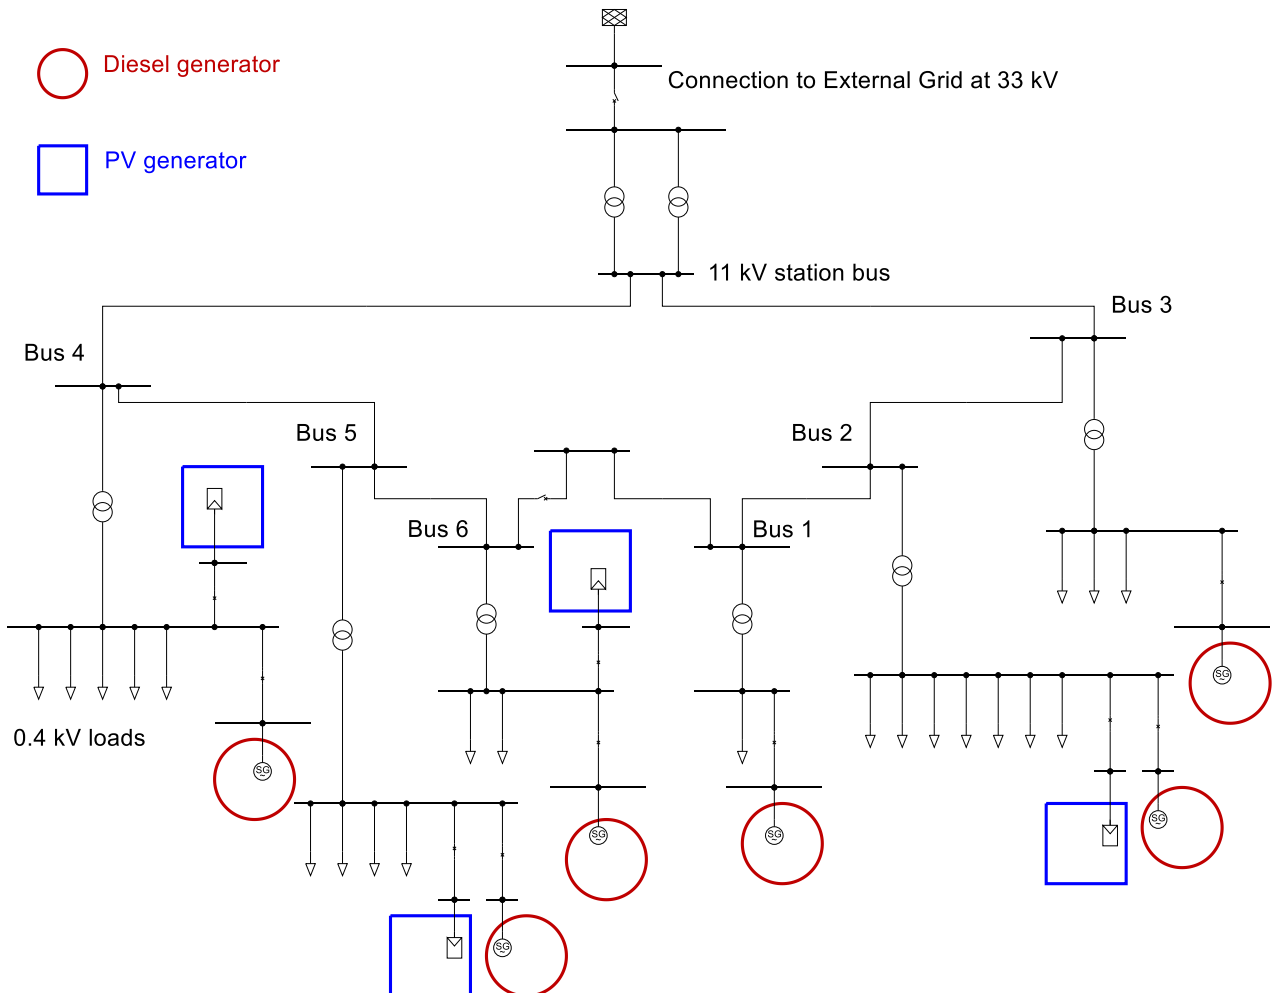 Diesel generator
Connection to External Grid at 33 kV
PV generator
11 kV station bus
Bus 3
Bus 4
Bus 5
Bus 2
Bus 6
Bus 1
SG
0.4 kV loads
SG
SG
SG
SG
SG